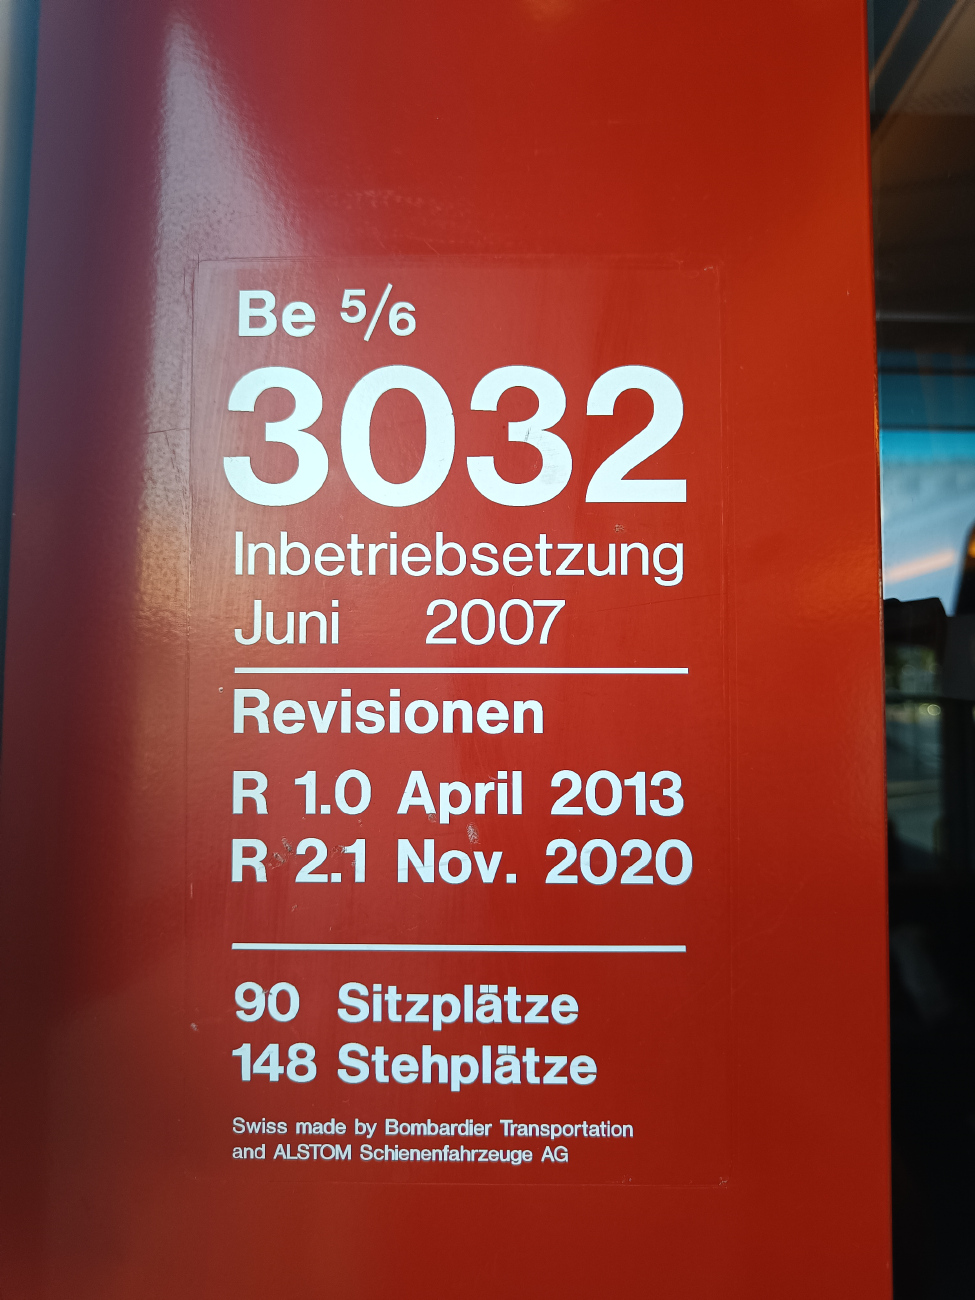 Be 5/6
3032
Inbetriebsetzung
Juni 2007
Revisionen
R 1.0 April 2013
R 2.1 Nov. 2020
90 Sitzplätze
148 Stehplätze
Swiss made by Bombardier Transportation
and ALSTOM Schienenfahrzeuge AG